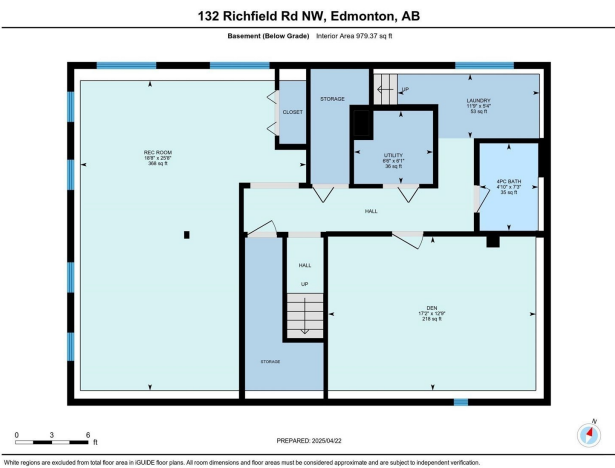 132 Richfield Rd NW, Edmonton, AB
Basement (Below Grade) Interior Area 979.37 sq ft
UP
LAUNDRY
11'9" x 5'4"
53 sq ft
STORAGE
CLOSET
REC ROOM
18'8" x 25'8"
368 sq ft
UTILITY
6'8" x 6'1"
36 sq ft
4PC BATH
4'10" x 7'3"
35 sq ft
HALL
HALL
UP
DEN
17'2" x 12'9"
218 sq ft
STORAGE
0 3 6
ft
PREPARED: 2025/04/22
N
White regions are excluded from total floor area in iGUIDE floor plans. All room dimensions and floor areas must be considered approximate and are subject to independent verification.